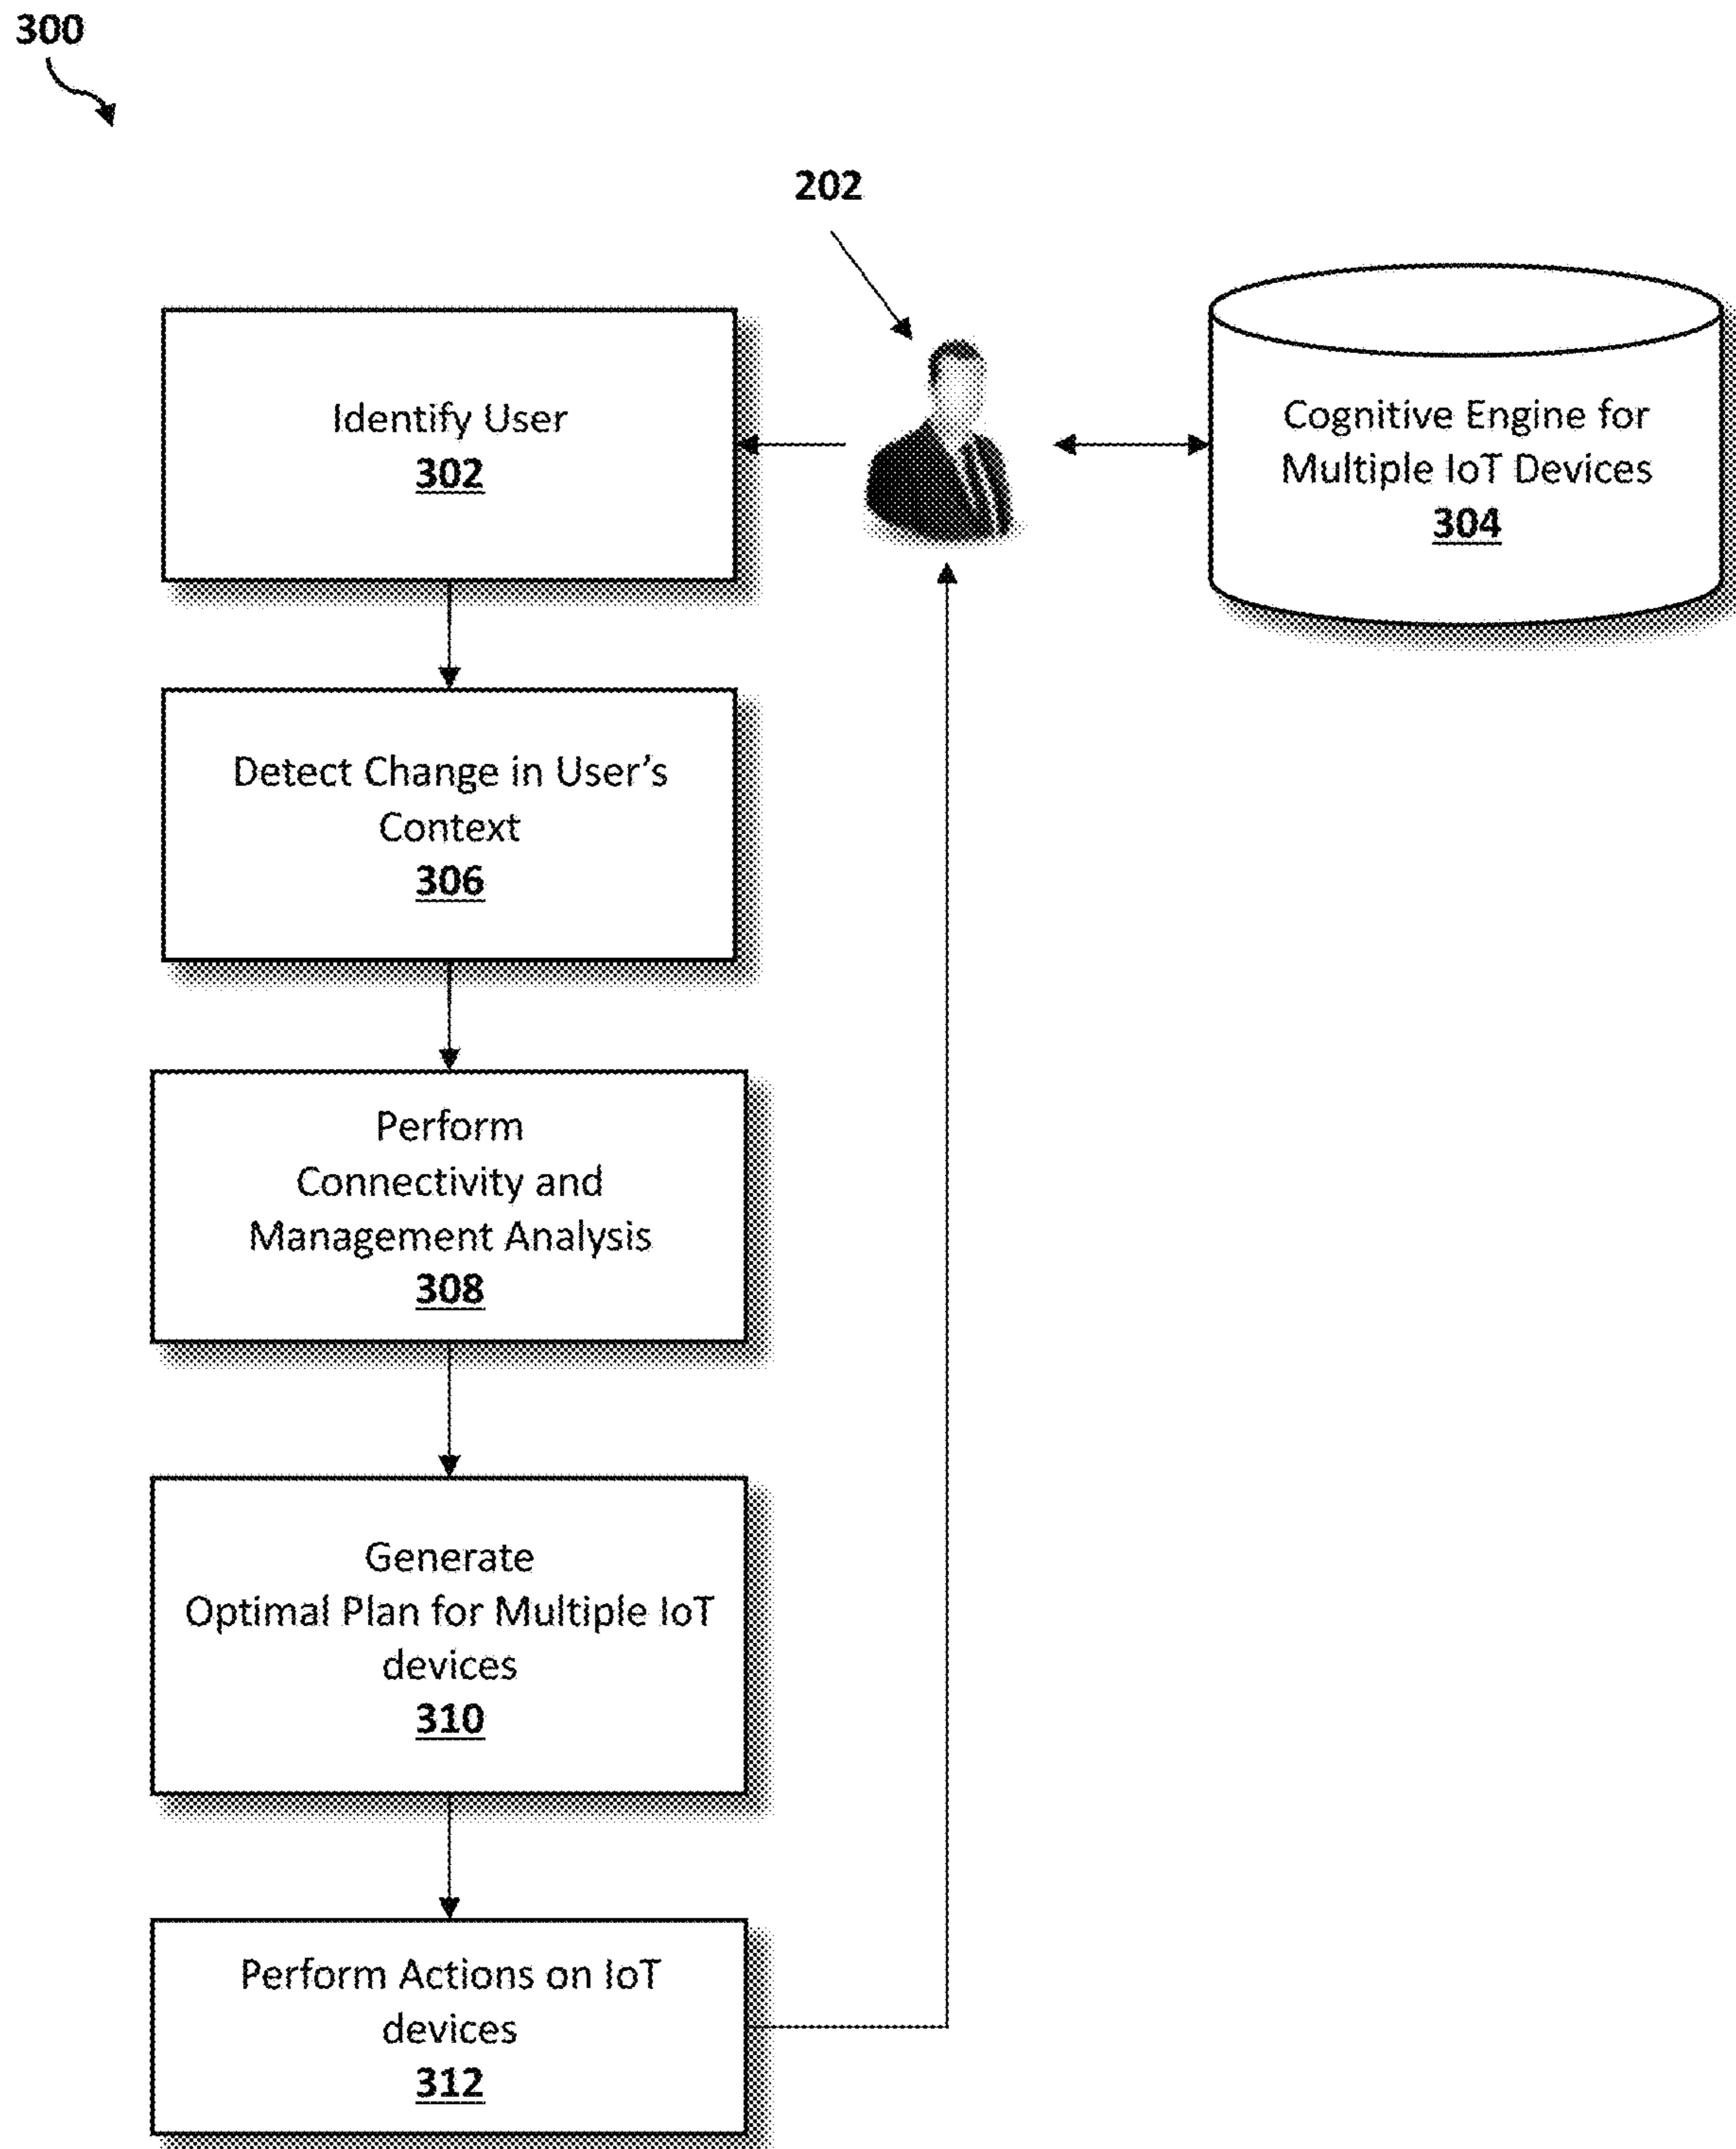 300
202
Identify User
302
Cognitive Engine for
Multiple IoT Devices
304
Detect Change in User's
Context
306
Perform
Connectivity and
Management Analysis
308
Generate
Optimal Plan for Multiple IoT
devices
310
Perform Actions on IoT
devices
312